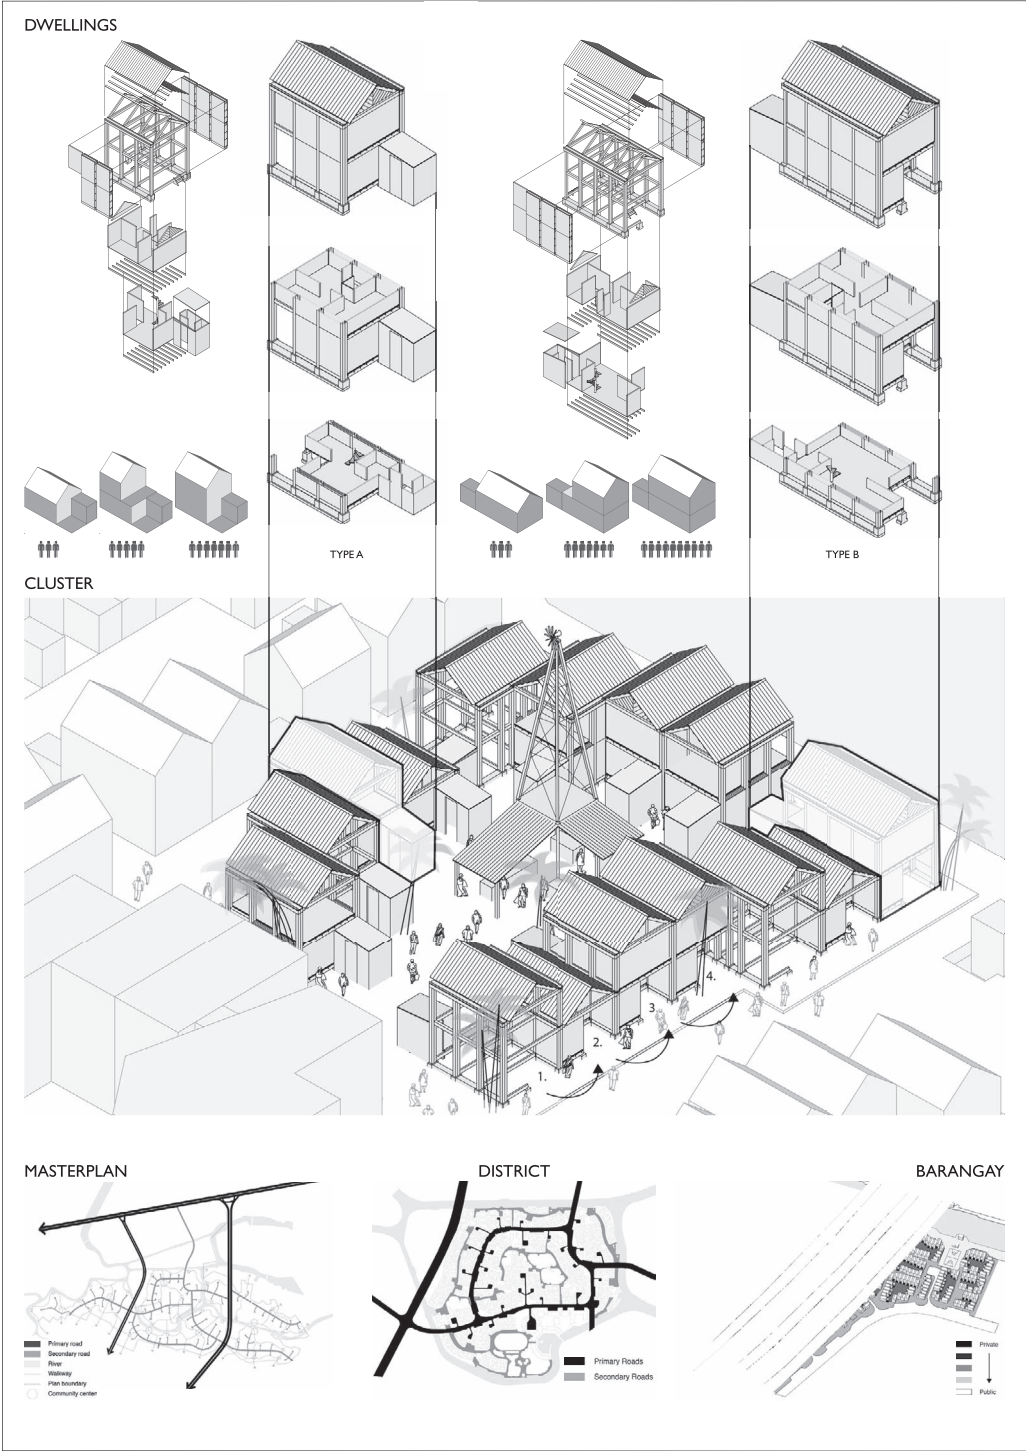 DWELLINGS
TYPE A
TYPE B
CLUSTER
4.
3.
2.
1.
MASTERPLAN
Primary road
Secondary road
River
Walkway
Plan boundary
Community center
DISTRICT
Primary Roads
Secondary Roads
BARANGAY
Private
Public